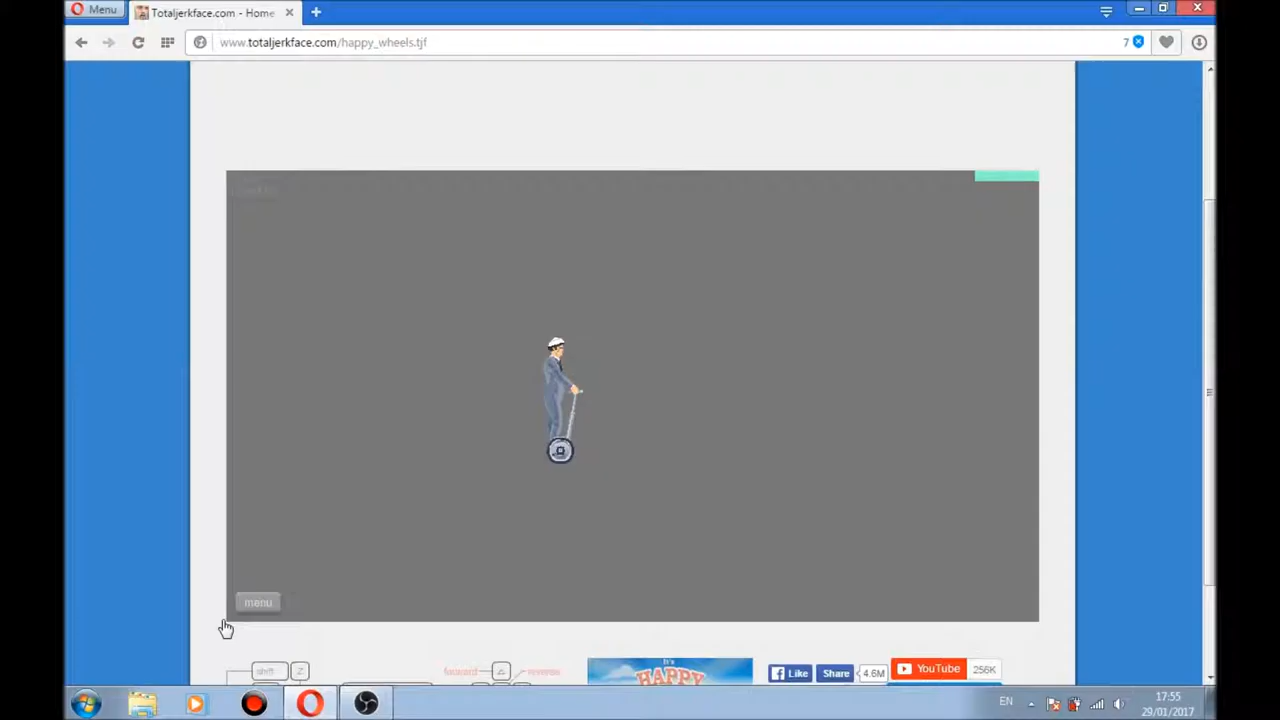 Menu
Totaljerkface.com - Home
www.totaljerkface.com/happy_wheels.tjf
7
menu
shift
Z
forward
reverse
It's
HAPPY
Like
Share
4.6M
YouTube
256K
EN
17:55
29/01/2017